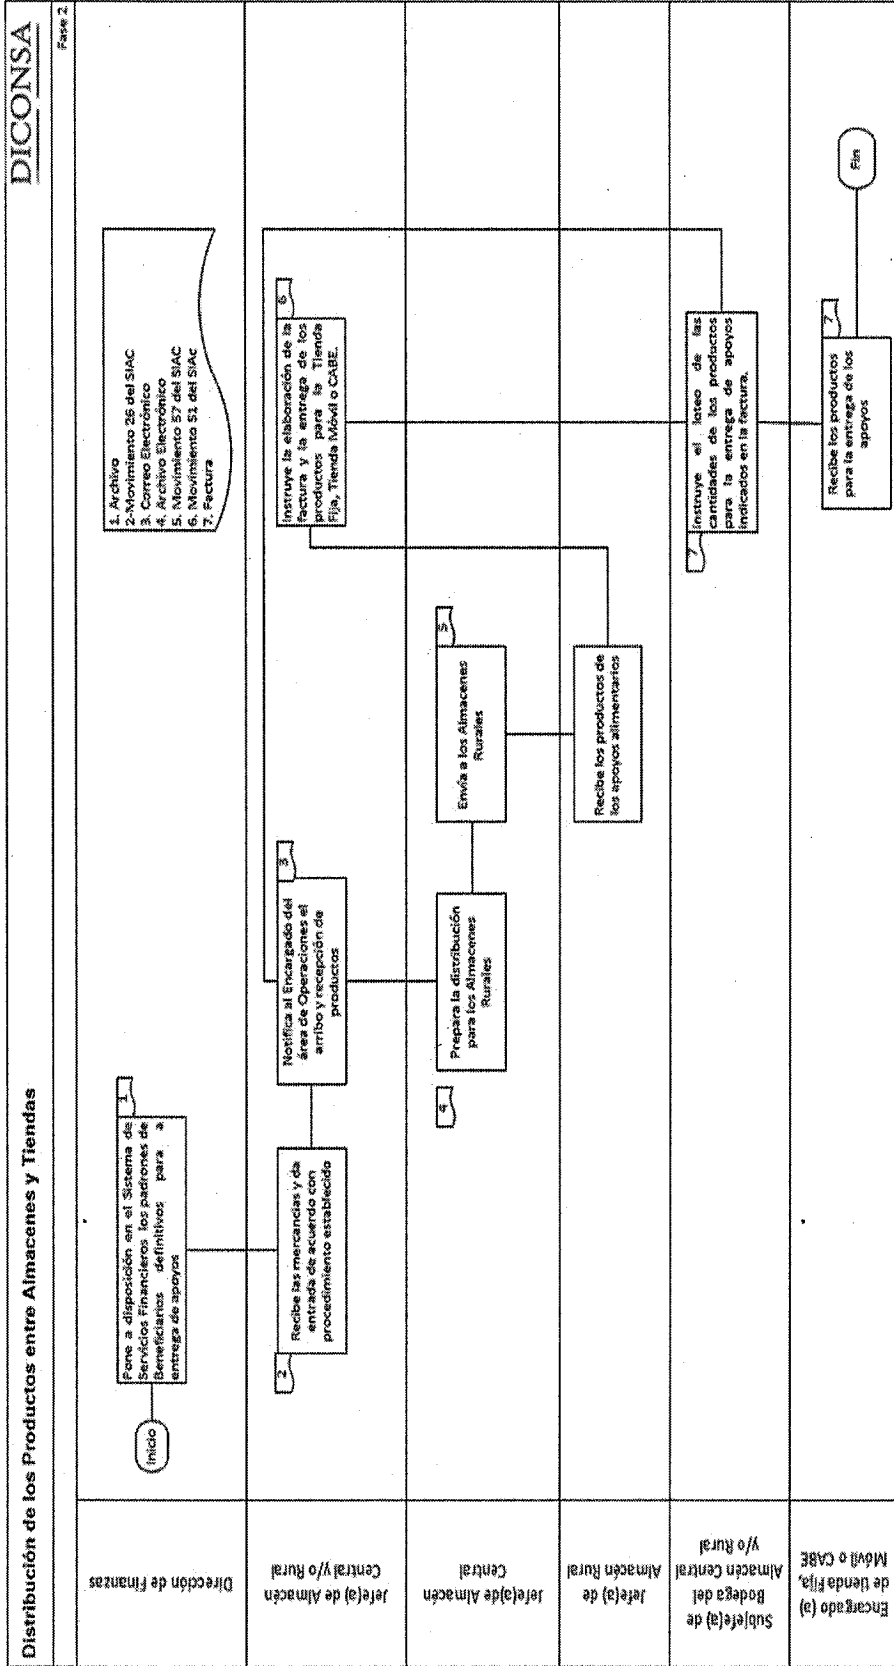 DICONSA
Distribución de los Productos entre Almacenes y Tiendas
Fase 2
Dirección de Finanzas
Inicio
Pone a disposición en el Sistema de
Servicios Financieros los padrones de
Beneficiarios definitivos para a
entrega de apoyos
1
1. Archivo
2-Movimiento 26 del SIAC
3. Correo Electrónico
4. Archivo Electrónico
5. Movimiento 57 del SIAC
6. Movimiento 51 del SIAc
7. Factura
Jefe(a) de Almacén
Central y/o Rural
2
Recibe las mercancías y da
entrada de acuerdo con
procedimiento establecido
Notifica al Encargado del
área de Operaciones el
arribo y recepción de
productos
3
Instruye la elaboración de la
factura y la entrega de los
productos para la Tienda
Fija, Tienda Móvil o CABE.
6
Jefe(a)de Almacén
Central
4
Prepara la distribución
para los Almacenes
Rurales
Envía a los Almacenes
Rurales
5
Jefe(a) de
Almacén Rural
Recibe los productos de
los apoyos alimentarios
Subjefe(a) de
Bodega del
Almacén Central
y/o Rural
7
Instruye el loteo de las
cantidades de los productos
para la entrega de apoyos
indicados en la factura.
Encargado (a)
de tienda Fija,
Móvil o CABE
Recibe los productos
para la entrega de los
apoyos
7
Fin